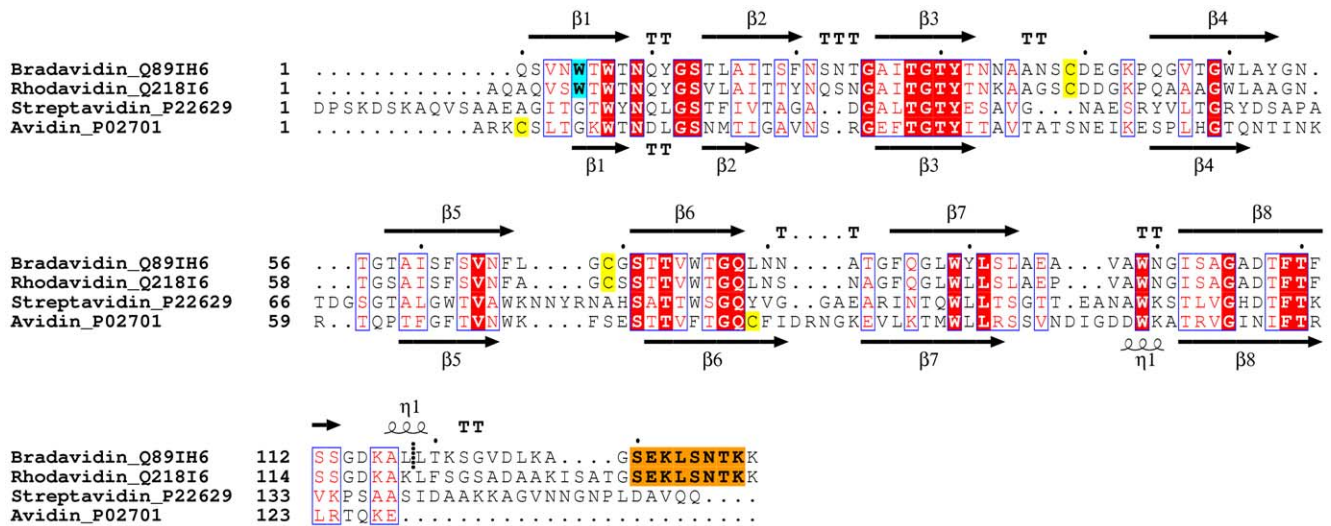 β1 β2 β3 β4
TT TTT TT
Bradavidin_Q89IH6 1 ..............QSVNWTWTNQYGSTLAITSFNSNTGAITGTYTNNAANSCDEGKPQGVTGWLAYGN.
Rhodavidin_Q218I6 1 ............AQAQVSWTWTNQYGSVLAITTYNQSTGAITGTYTNKAAGSCDDGKPQAAAGWLAAGN.
Streptavidin_P22629 1 DPSKDSKAQVSAAEAGITGTWYNQLGSTFIVTAGA..DGALTGTYESAVG..NAESRYVLTGRYDSAPA
Avidin_P02701 1 ...........ARKCSLTGKWTNDLGSNMTIGAVNS.RGEFTGTYITAVTATSNEIKESPLHGTQNTINK
β1 TT β2 β3 β4
β5 β6 β7 β8
T....T TT
Bradavidin_Q89IH6 56 ...TGTAISFSVNFL....GCGSTTVWTGQLNN....ATGFQGLWYLSLAEA...VAWNGISAGADTFTF
Rhodavidin_Q218I6 58 ...TGSAISFSVNFA....GCSSTTVWTGQLNS....NAGFQGLWLLSLAEP...VAWNGISAGADTFTF
Streptavidin_P22629 66 TDGSGTALGWTVAWKNNYRNAHSATTWSGQYVG..GAEARINTQWLLTSGTT.EANAWKSTLVGHDTFTK
Avidin_P02701 59 R..TQPTFGFTVNWK....FSESTTVFTGQCFIDRNGKEVLKTMWLLRSSVNDIGDDWKATRVGINIFTR
β5 β6 β7 η1 β8
η1
TT
Bradavidin_Q89IH6 112 SSGDKALLTKSGVDLKA....GSEKLSNTKK
Rhodavidin_Q218I6 114 SSGDKAKLFSGSADAAKISATGSEKLSNTKK
Streptavidin_P22629 133 VKPSAASIDAAKKAGVNNGNPLDAVQQ....
Avidin_P02701 123 LRTQKE.........................